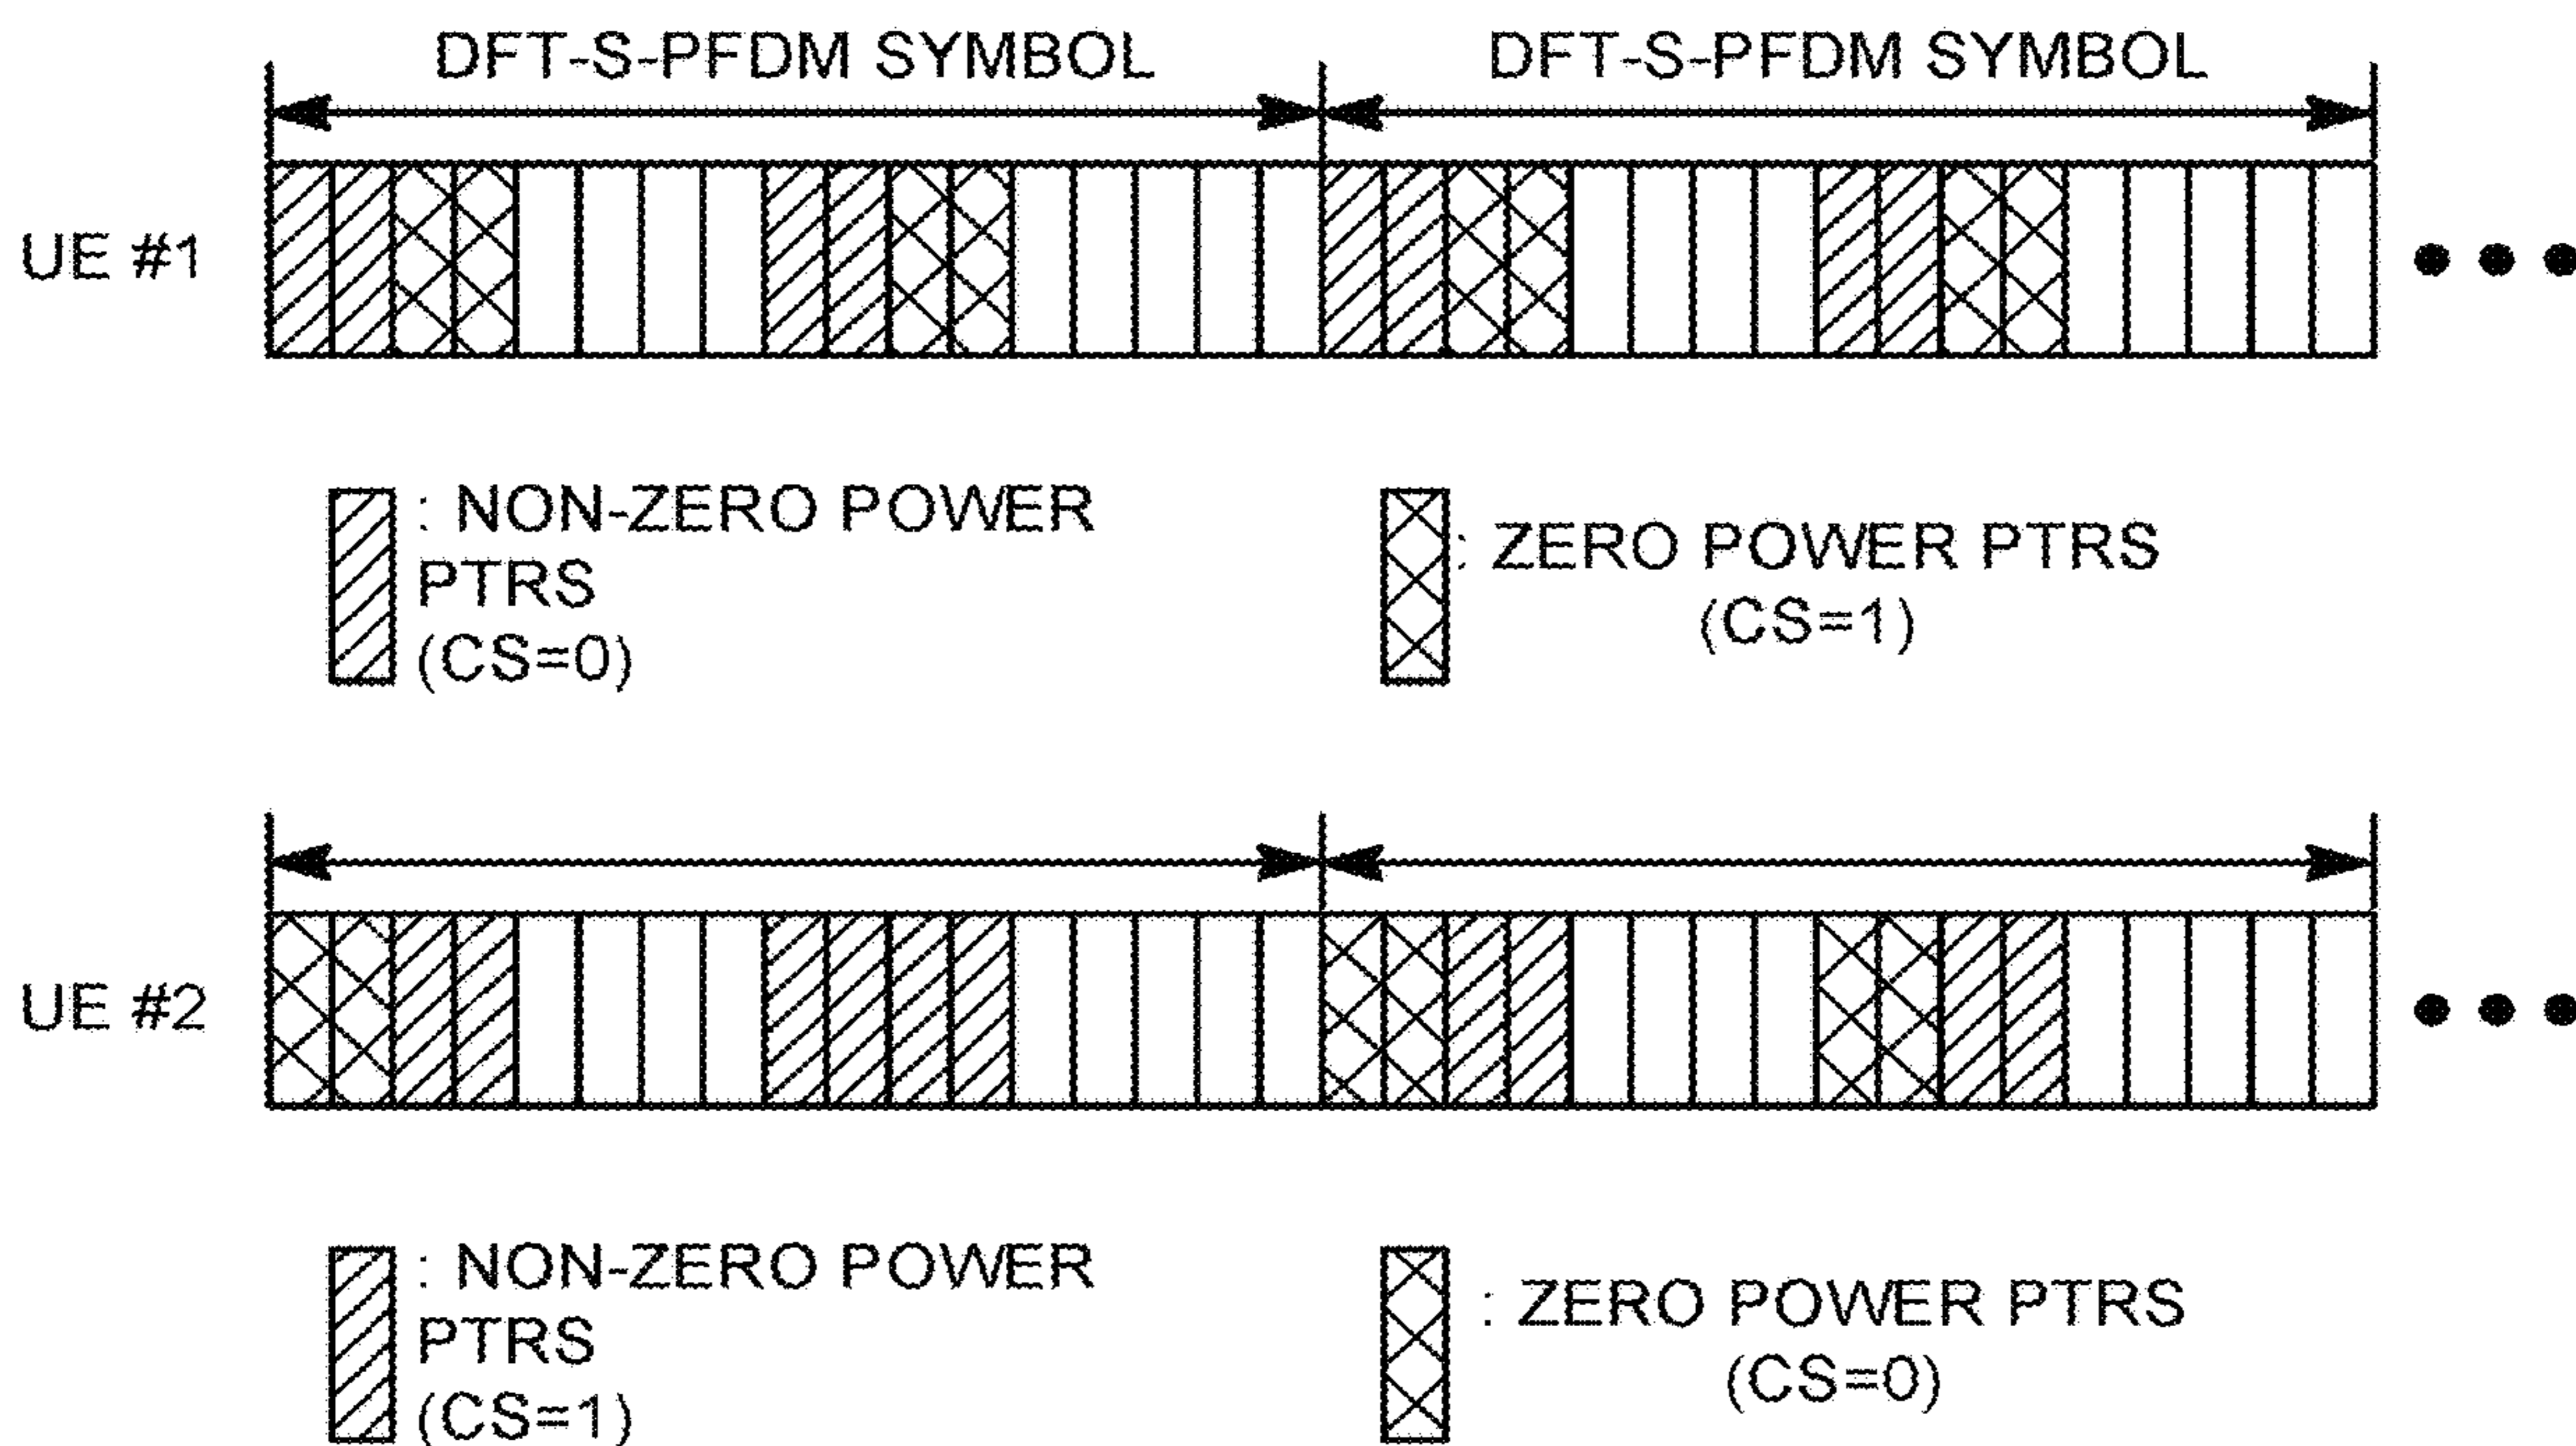 DFT-S-PFDM SYMBOL DFT-S-PFDM SYMBOL
UE #1
: NON-ZERO POWER
PTRS
(CS=0)
: ZERO POWER PTRS
(CS=1)
UE #2
: NON-ZERO POWER
PTRS
(CS=1)
: ZERO POWER PTRS
(CS=0)